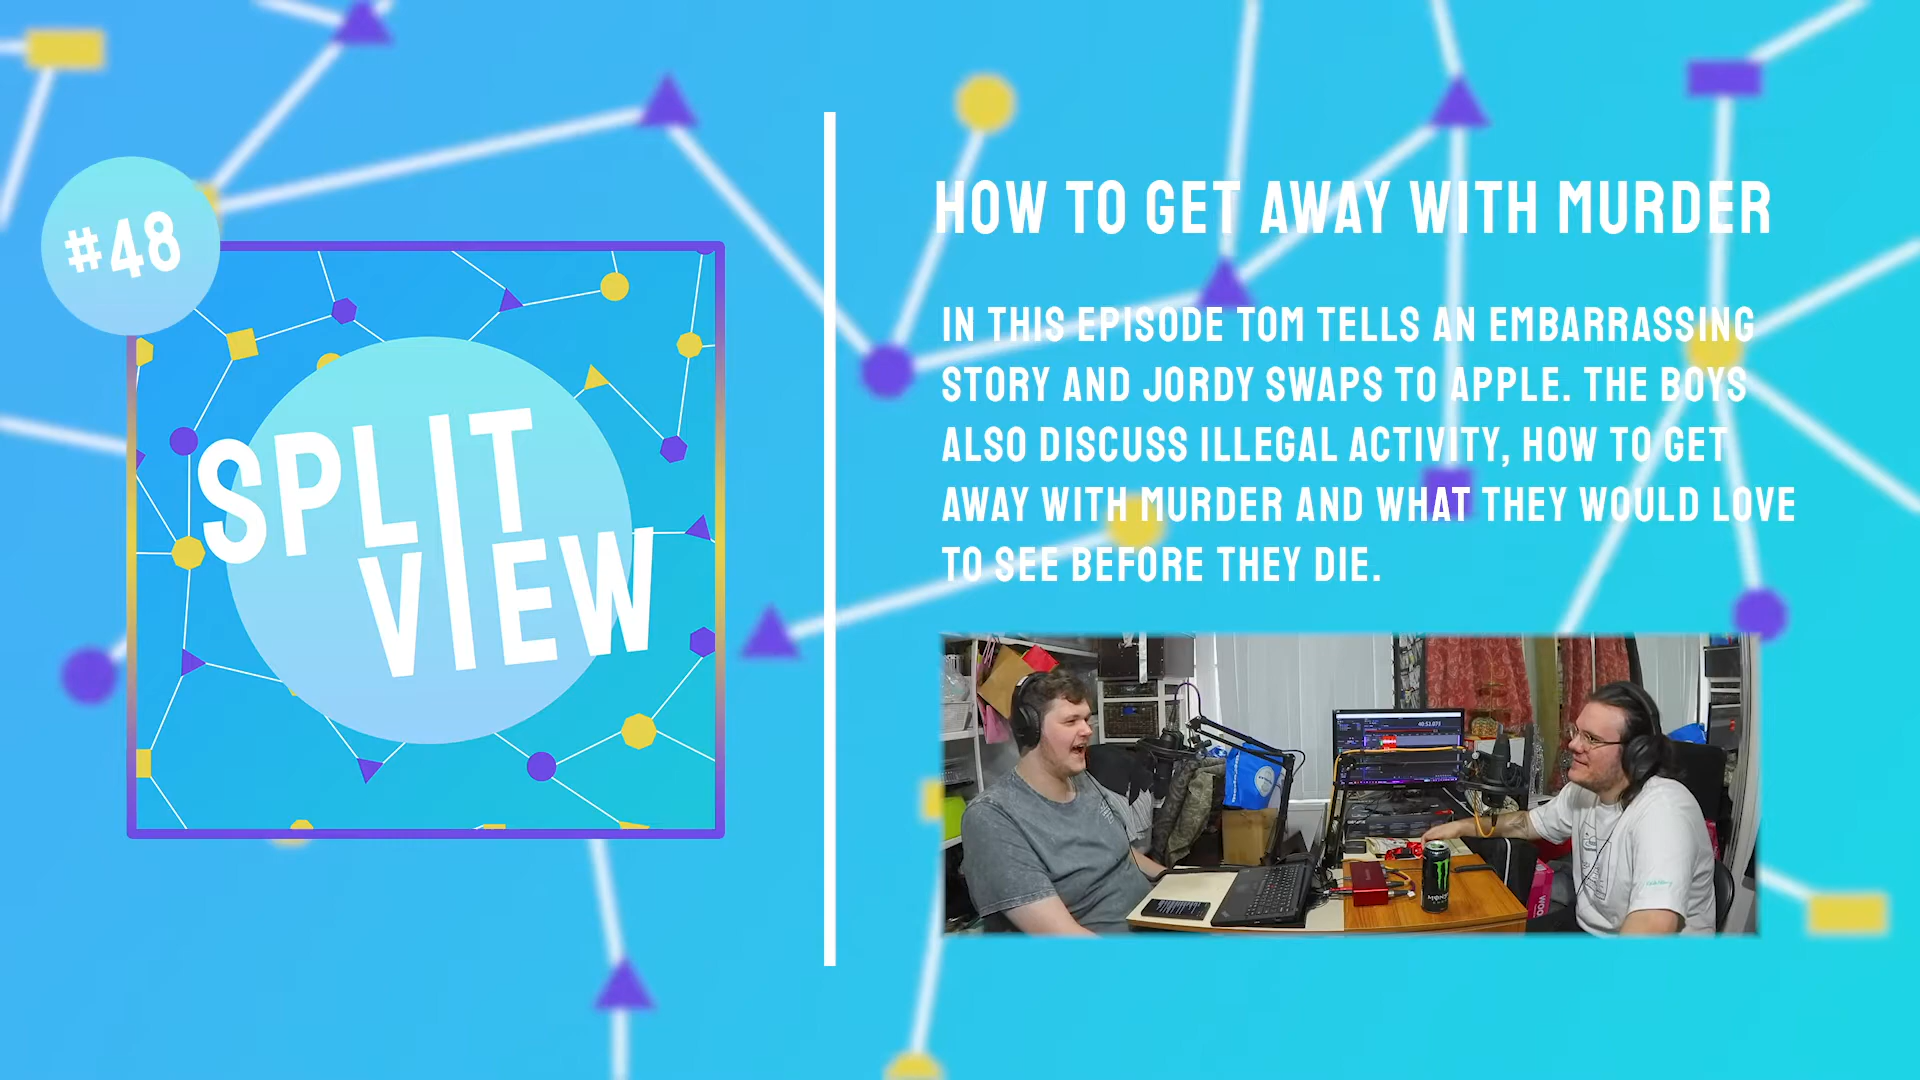 #48
SPLIT
VIEW
HOW TO GET AWAY WITH MURDER
IN THIS EPISODE TOM TELLS AN EMBARRASSING
STORY AND JORDY SWAPS TO APPLE. THE BOYS
ALSO DISCUSS ILLEGAL ACTIVITY, HOW TO GET
AWAY WITH MURDER AND WHAT THEY WOULD LOVE
TO SEE BEFORE THEY DIE.
MONSTER